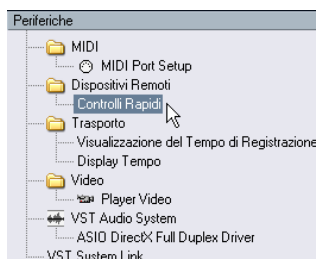 Periferiche
MIDI
MIDI Port Setup
Dispositivi Remoti
Controlli Rapidi
Trasporto
Visualizzazione del Tempo di Registrazione
Display Tempo
Video
Player Video
VST Audio System
ASIO DirectX Full Duplex Driver
VST System Link